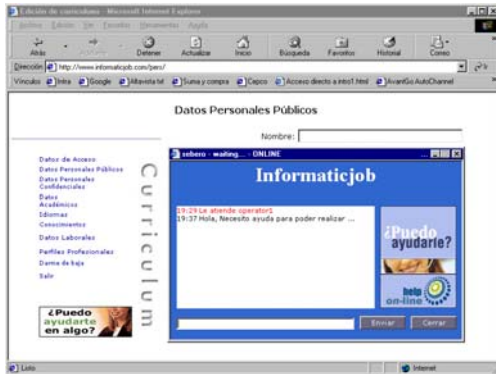 Edición de curriculums - Microsoft Internet Explorer
Archivo Edición Ver Favoritos Herramientas Ayuda
Atrás Detener Actualizar Inicio Búsqueda Favoritos Historial Correo
Dirección http://www.informaticjob.com/pers/
Vínculos Intra Google Altavista txt Suma y compra Cepco Acceso directo a intro1.html AvantGo AutoChannel
Datos Personales Públicos
Nombre:
Datos de Acceso
Datos Personales Públicos
Datos Personales
Confidenciales
Datos
Académicos
Idiomas
Conocimientos
Datos Laborales
Perfiles Profesionales
Darme de baja
Salir
Curriculum
¿Puedo
ayudarte
en algo?
sebero - waiting... - ONLINE
Informaticjob
19:29 Le atiende operator1
19:37 Hola, Necesito ayuda para poder realizar ...
¿Puedo
ayudarle?
help
on-line
Enviar Cerrar
Listo Internet